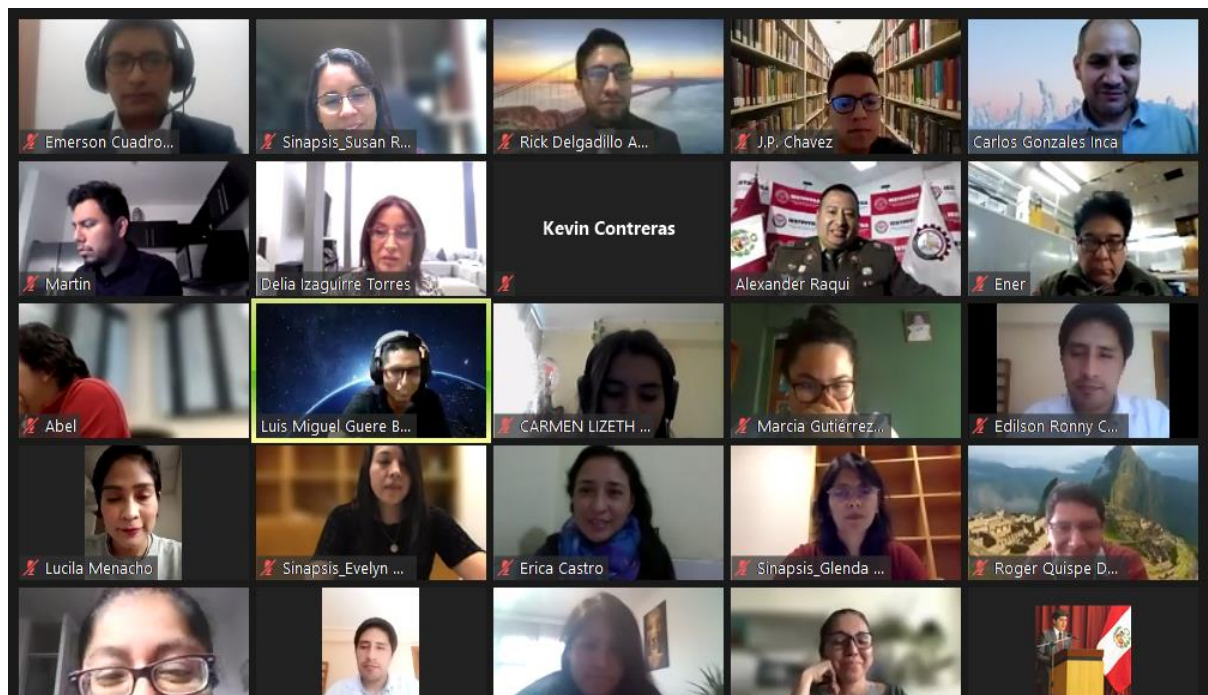 Emerson Cuadro...
Sinapsis_Susan R...
Rick Delgadillo A...
J.P. Chavez
Carlos Gonzales Inca
Martin
Delia Izaguirre Torres
Kevin Contreras
Alexander Raqui
Ener
Abel
Luis Miguel Guere B...
CARMEN LIZETH ...
Marcia Gutiérrez...
Edilson Ronny C...
Lucila Menacho
Sinapsis_Evelyn ...
Erica Castro
Sinapsis_Glenda ...
Roger Quispe D...